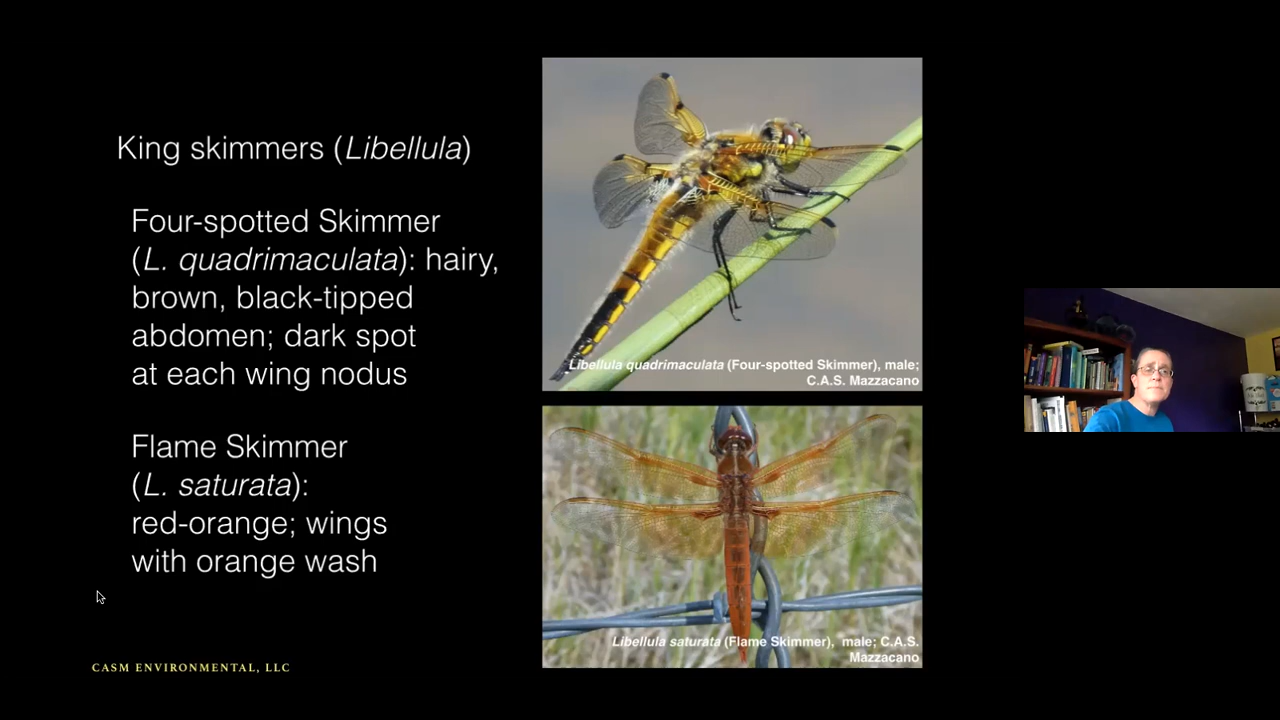 King skimmers (Libellula)
Four-spotted Skimmer
(L. quadrimaculata): hairy,
brown, black-tipped
abdomen; dark spot
at each wing nodus
Flame Skimmer
(L. saturata):
red-orange; wings
with orange wash
Libellula quadrimaculata (Four-spotted Skimmer), male;
C.A.S. Mazzacano
Libellula saturata (Flame Skimmer), male; C.A.S.
Mazzacano
CASM ENVIRONMENTAL, LLC